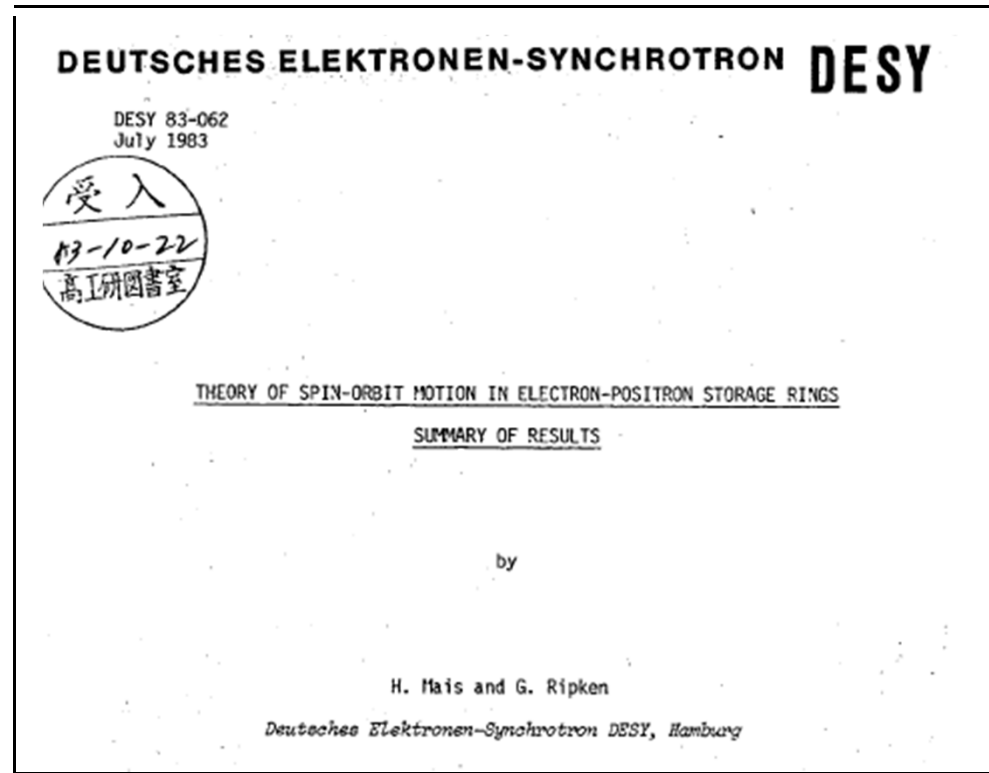 DEUTSCHES ELEKTRONEN-SYNCHROTRON DESY
DESY 83-062
July 1983
受入
83-10-22
高工研図書室
THEORY OF SPIN-ORBIT MOTION IN ELECTRON-POSITRON STORAGE RINGS
SUMMARY OF RESULTS
by
H. Mais and G. Ripken
Deutsches Elektronen-Synchrotron DESY, Hamburg